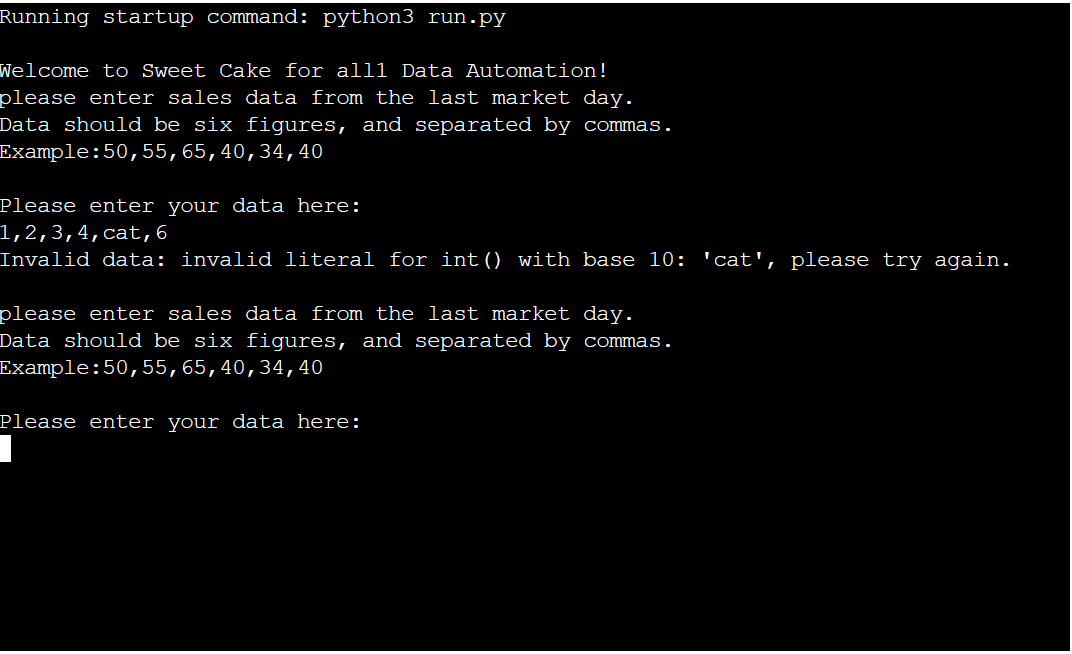 Running startup command: python3 run.py
Welcome to Sweet Cake for all1 Data Automation!
please enter sales data from the last market day.
Data should be six figures, and separated by commas.
Example:50,55,65,40,34,40
Please enter your data here:
1,2,3,4,cat,6
Invalid data: invalid literal for int() with base 10: 'cat', please try again.
please enter sales data from the last market day.
Data should be six figures, and separated by commas.
Example:50,55,65,40,34,40
Please enter your data here: